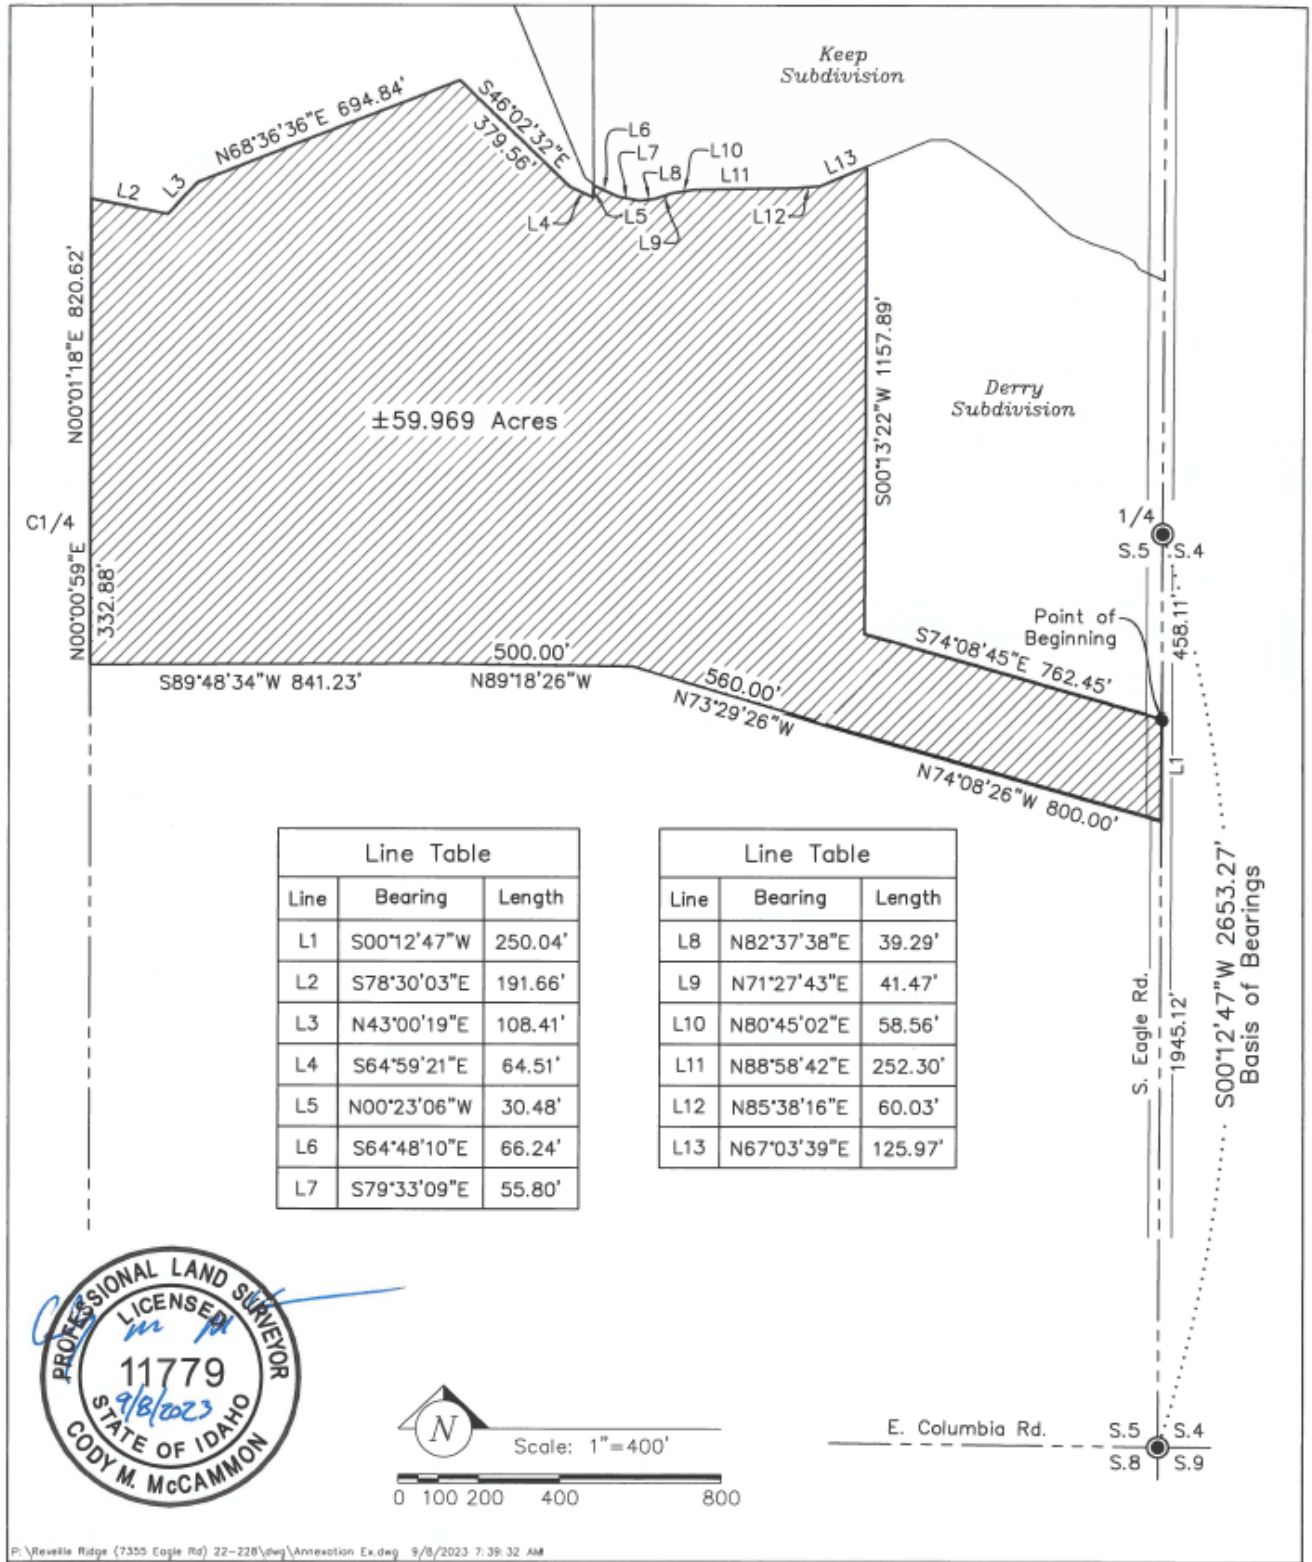 Keep
Subdivision
N68°36'36"E 694.84'
S46°02'32"E
379.56'
L2
L3
L4
L5
L6
L7
L8
L9
L10
L11
L12
L13
N00°01'18"E 820.62'
±59.969 Acres
S00°13'22"W 1157.89'
Derry
Subdivision
C1/4
N00°00'59"E
332.88'
1/4
S.5 S.4
Point of
Beginning
458.11'
S74°08'45"E 762.45'
500.00'
S89°48'34"W 841.23'
N89°18'26"W
560.00'
N73°29'26"W
N74°08'26"W 800.00'
L1
Line Table
Line Bearing Length
L1 S00°12'47"W 250.04'
L2 S78°30'03"E 191.66'
L3 N43°00'19"E 108.41'
L4 S64°59'21"E 64.51'
L5 N00°23'06"W 30.48'
L6 S64°48'10"E 66.24'
L7 S79°33'09"E 55.80'
Line Table
Line Bearing Length
L8 N82°37'38"E 39.29'
L9 N71°27'43"E 41.47'
L10 N80°45'02"E 58.56'
L11 N88°58'42"E 252.30'
L12 N85°38'16"E 60.03'
L13 N67°03'39"E 125.97'
S. Eagle Rd.
1945.12'
S00°12'47"W 2653.27'
Basis of Bearings
PROFESSIONAL LAND SURVEYOR
LICENSED
11779
9/8/2023
STATE OF IDAHO
CODY M. McCAMMON
N
Scale: 1"=400'
0 100 200 400 800
E. Columbia Rd.
S.5 S.4
S.8 S.9
P:\Reveille Ridge (7355 Eagle Rd) 22-228\dwg\Annexation Ex.dwg 9/8/2023 7:39:32 AM